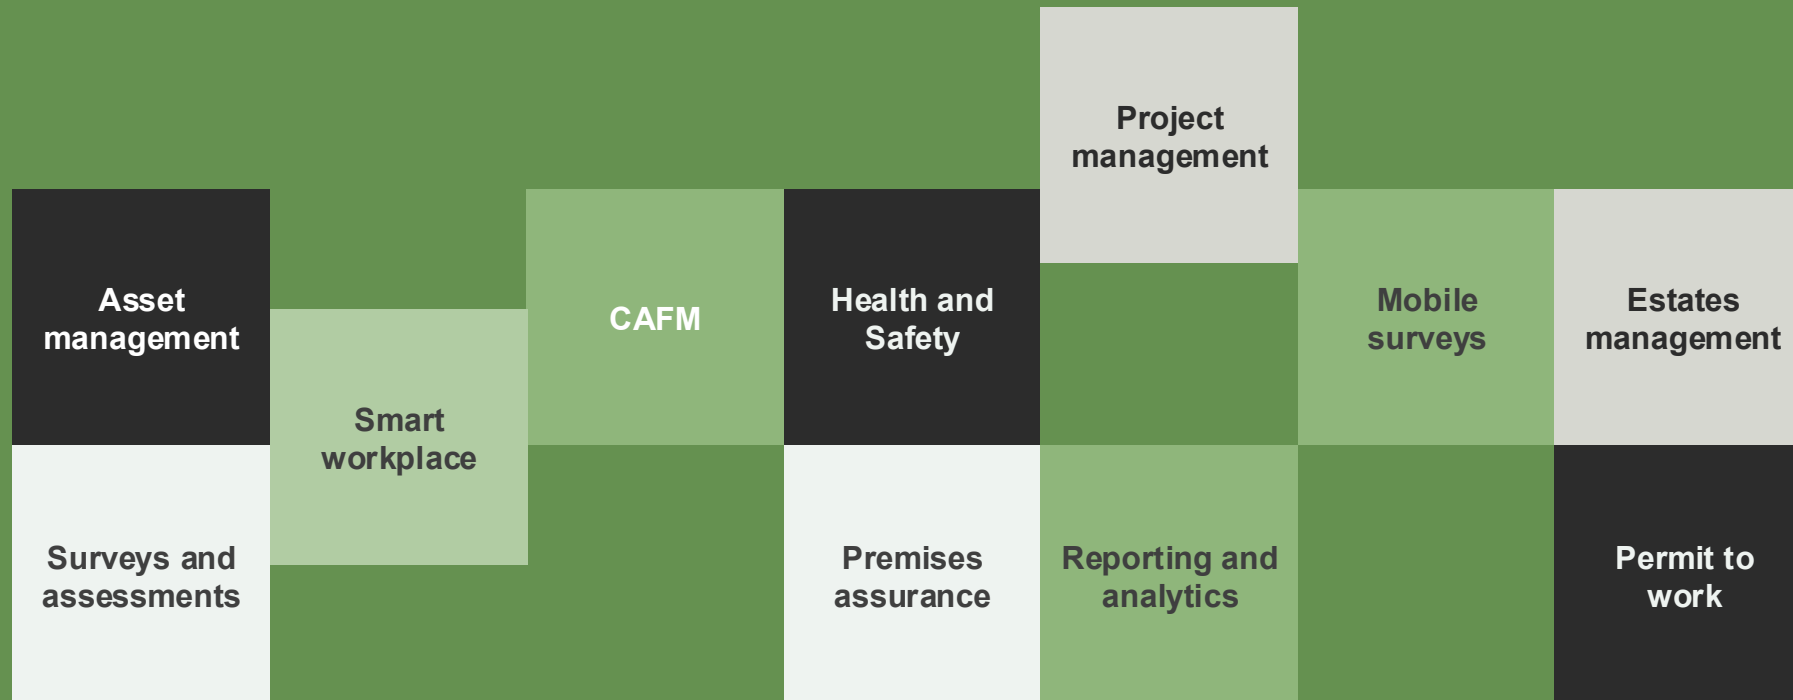 Project
management
Asset
management
Smart
workplace
CAFM
Health and
Safety
Mobile
surveys
Estates
management
Surveys and
assessments
Premises
assurance
Reporting and
analytics
Permit to
work